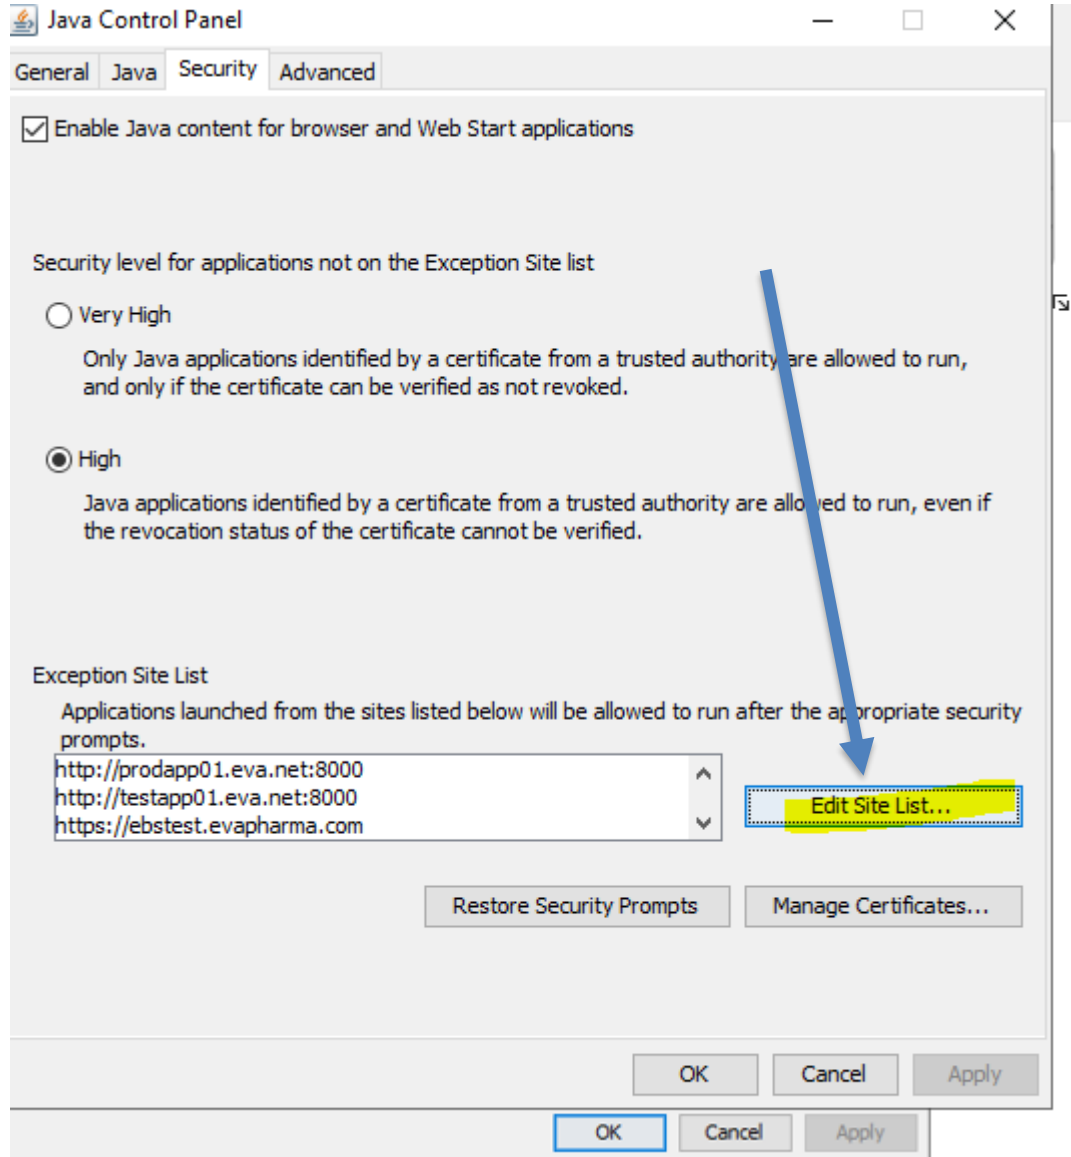 Java Control Panel
General Java Security Advanced
Enable Java content for browser and Web Start applications
Security level for applications not on the Exception Site list
Very High
Only Java applications identified by a certificate from a trusted authority are allowed to run,
and only if the certificate can be verified as not revoked.
High
Java applications identified by a certificate from a trusted authority are allowed to run, even if
the revocation status of the certificate cannot be verified.
Exception Site List
Applications launched from the sites listed below will be allowed to run after the appropriate security
prompts.
http://prodapp01.eva.net:8000
http://testapp01.eva.net:8000
https://ebstest.evapharma.com
Edit Site List...
Restore Security Prompts Manage Certificates...
OK Cancel Apply
OK Cancel Apply